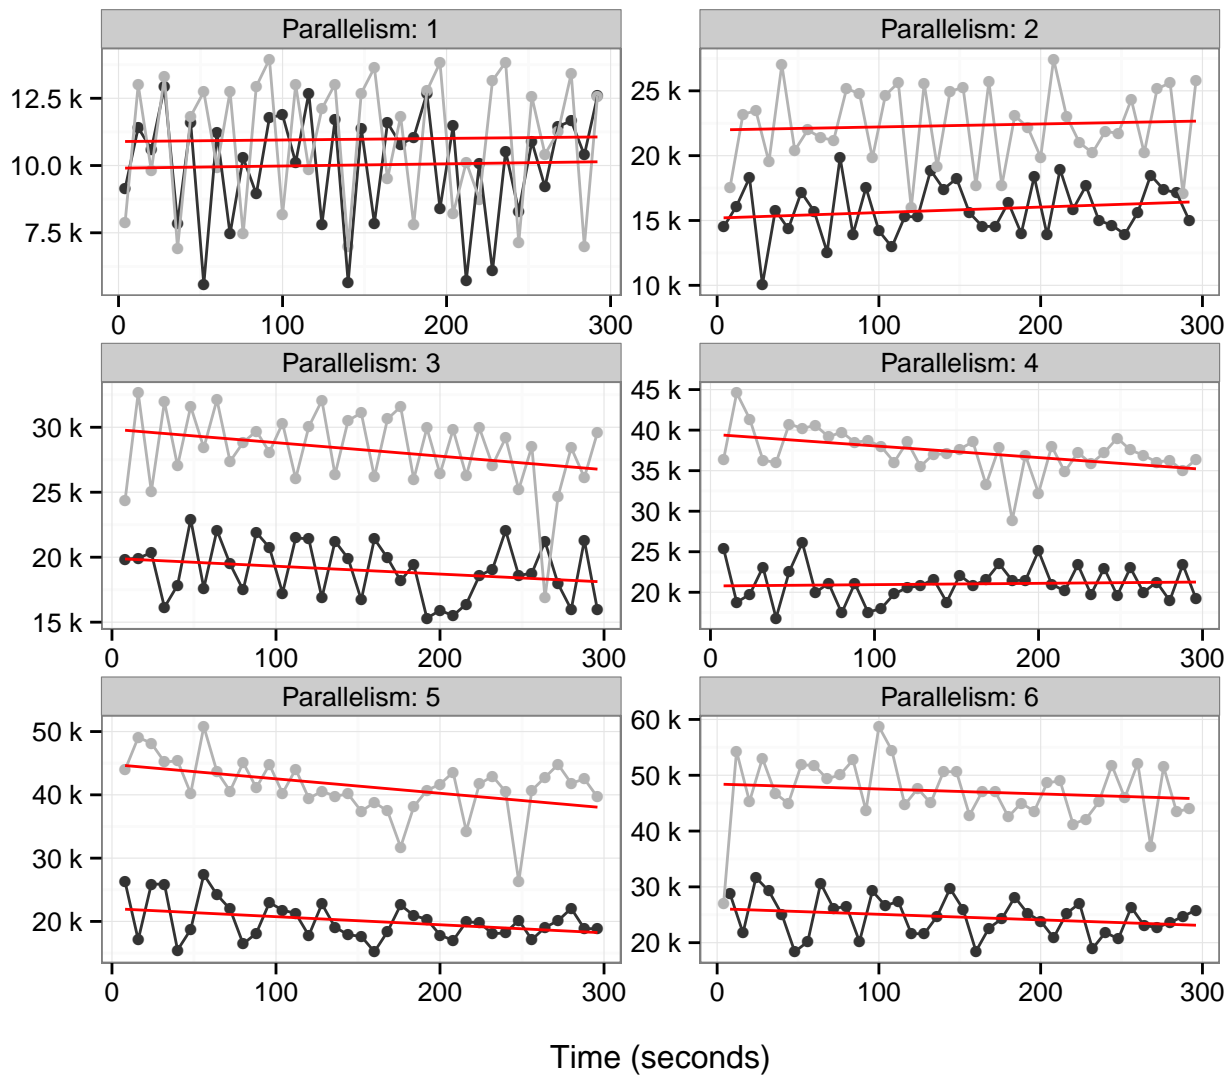 Parallelism: 1
Parallelism: 2
12.5 k
10.0 k
7.5 k
25 k
20 k
15 k
10 k
0 100 200 300
0 100 200 300
Parallelism: 3
Parallelism: 4
30 k
25 k
20 k
15 k
45 k
40 k
35 k
30 k
25 k
20 k
0 100 200 300
0 100 200 300
Parallelism: 5
Parallelism: 6
50 k
40 k
30 k
20 k
60 k
50 k
40 k
30 k
20 k
0 100 200 300
0 100 200 300
Time (seconds)